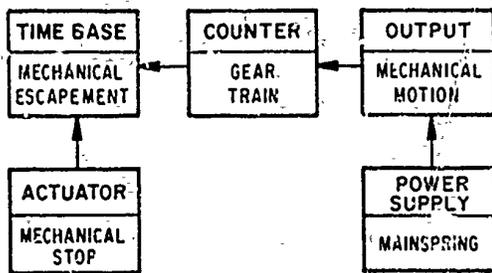 TIME BASE
MECHANICAL
ESCAPEMENT
COUNTER
GEAR
TRAIN
OUTPUT
MECHANICAL
MOTION
ACTUATOR
MECHANICAL
STOP
POWER
SUPPLY
MAINSPRING